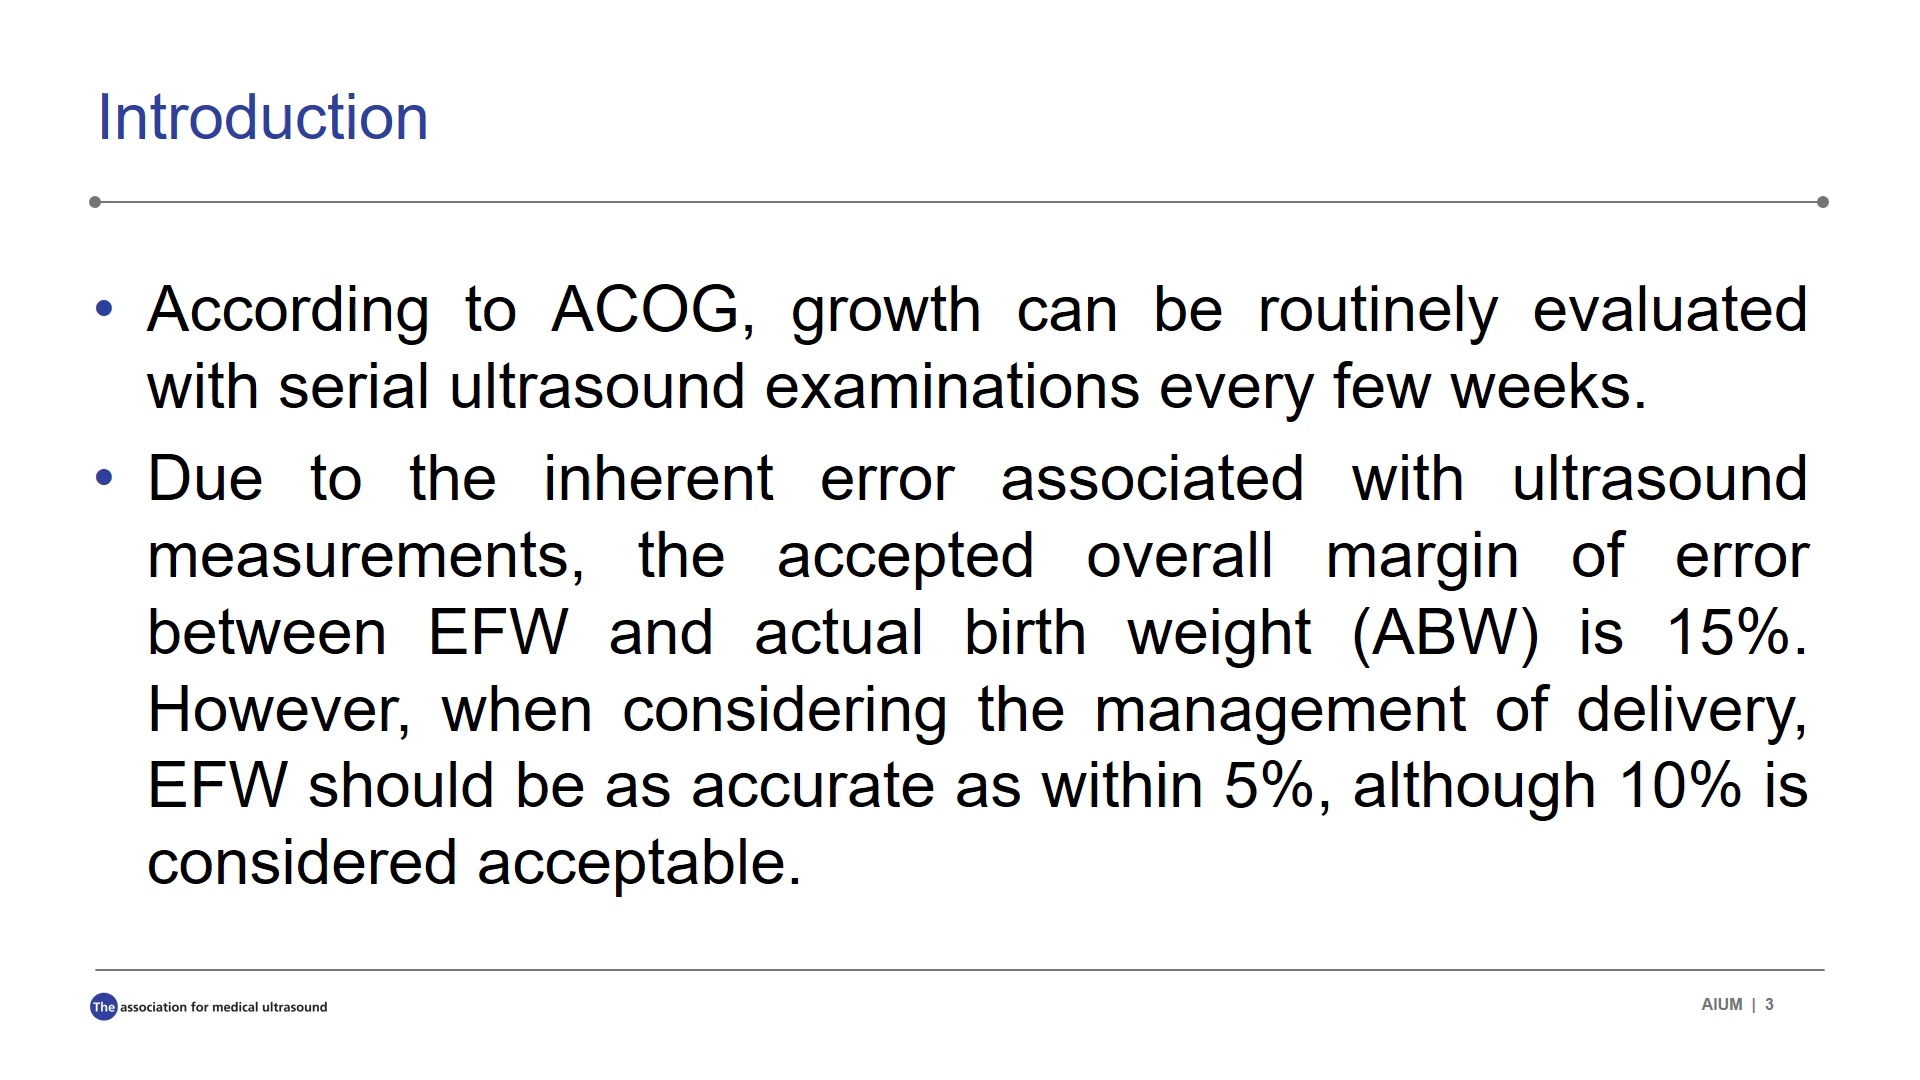 Introduction
• According to ACOG, growth can be routinely evaluated
with serial ultrasound examinations every few weeks.
• Due to the inherent error associated with ultrasound
measurements, the accepted overall margin of error
between EFW and actual birth weight (ABW) is 15%.
However, when considering the management of delivery,
EFW should be as accurate as within 5%, although 10% is
considered acceptable.
The association for medical ultrasound
AIUM | 3